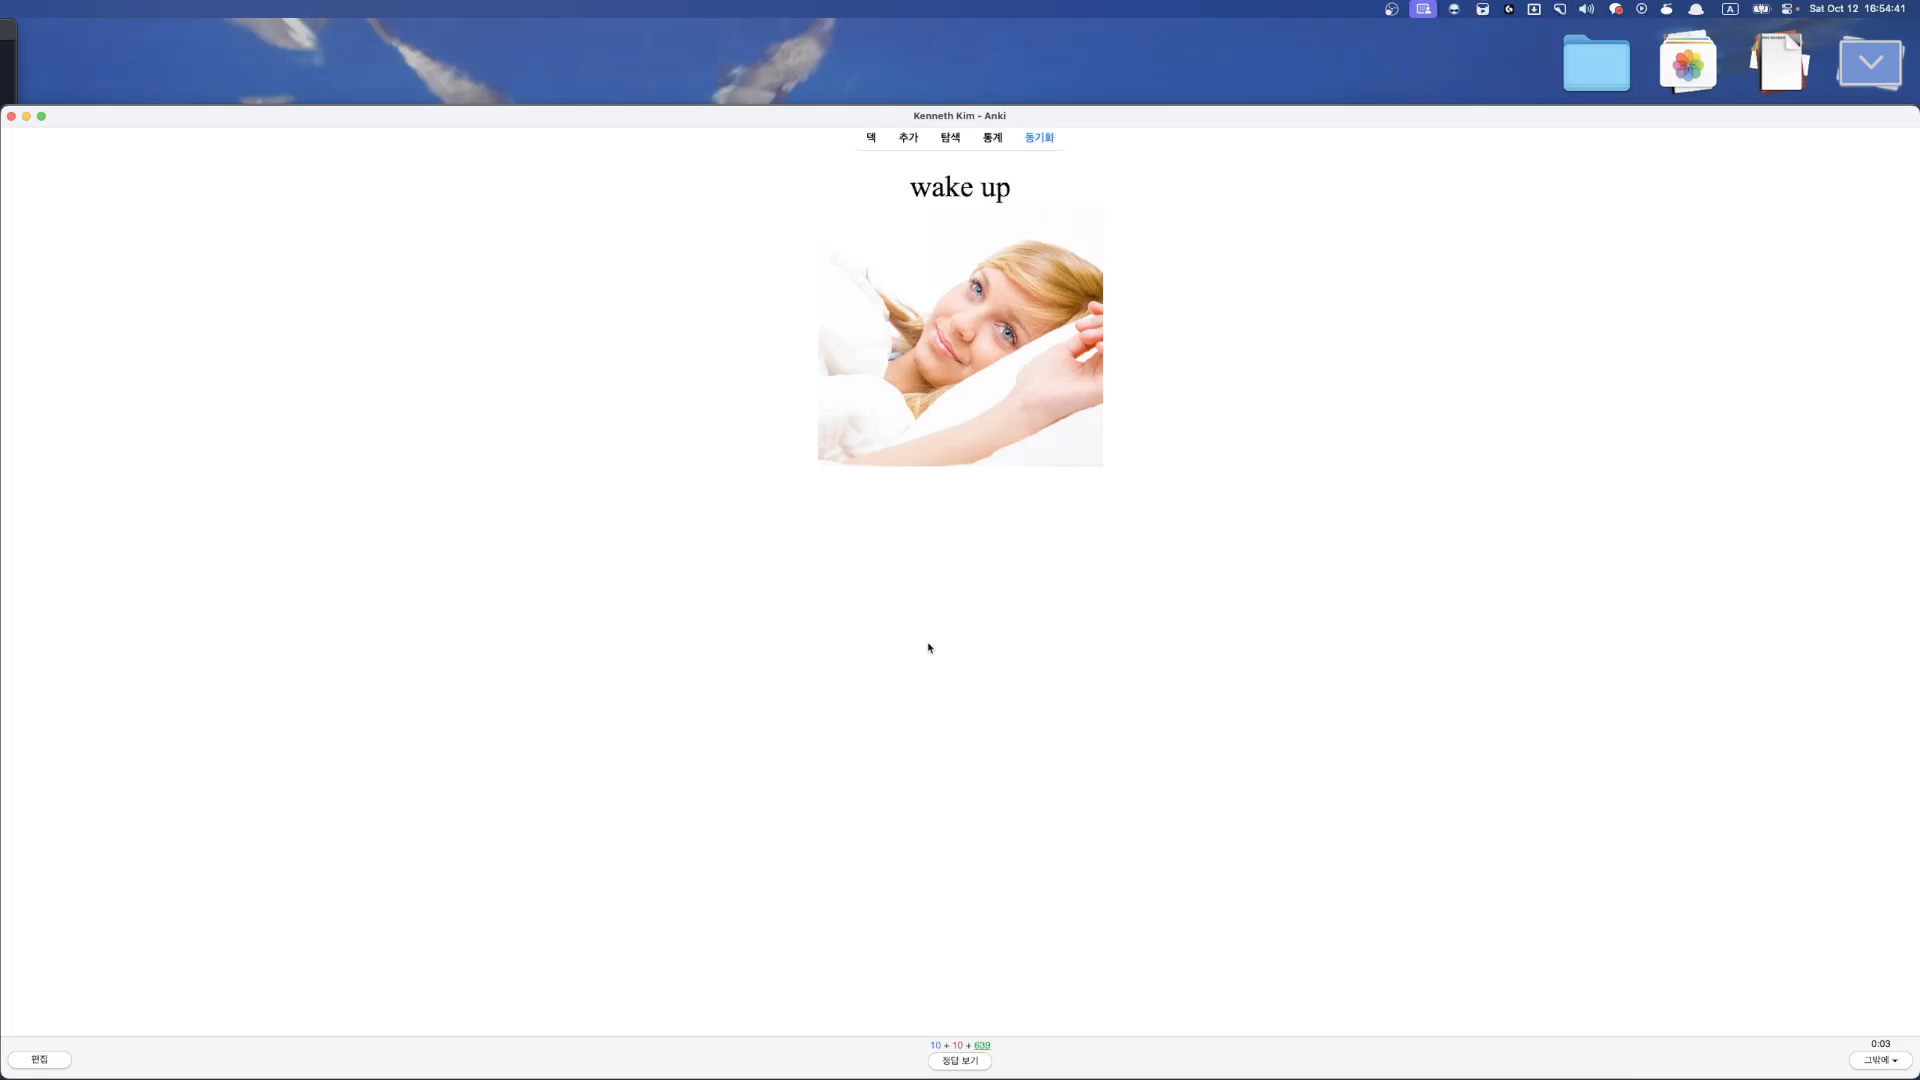 A
Sat Oct 12 16:54:41
Kenneth Kim - Anki
덱 추가 탐색 통계 동기화
wake up
10 + 10 + 639
0:03
편집
정답 보기
그밖에